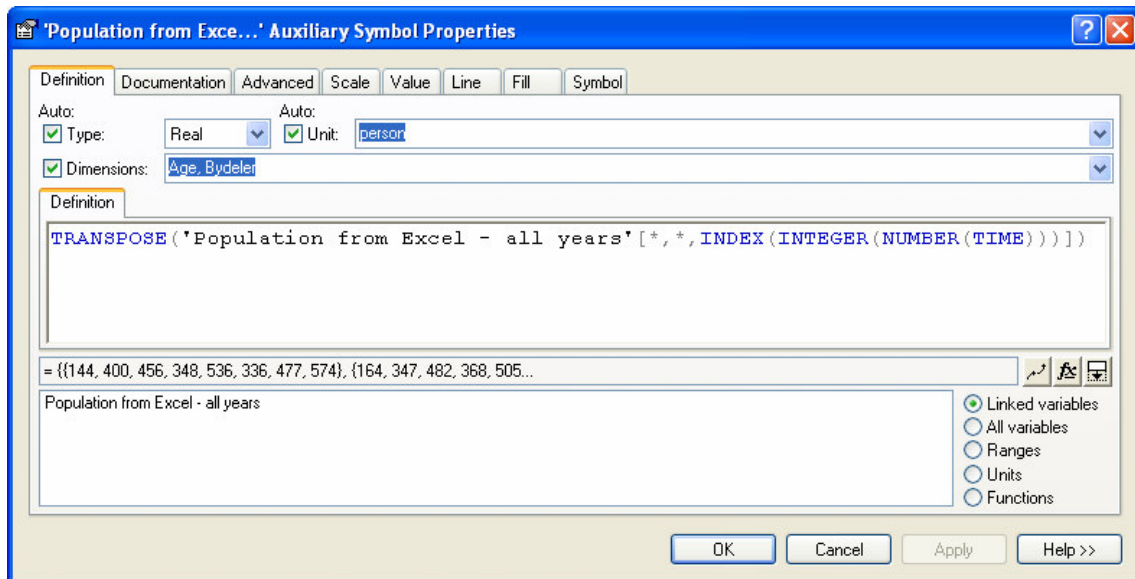 'Population from Exce...' Auxiliary Symbol Properties
Definition Documentation Advanced Scale Value Line Fill Symbol
Auto: Auto:
Type: Real Unit: person
Dimensions: Age, Bydeler
Definition
TRANSPOSE('Population from Excel - all years'[*,*,INDEX(INTEGER(NUMBER(TIME)))])
= {{144, 400, 456, 348, 536, 336, 477, 574}, {164, 347, 482, 368, 505...
Population from Excel - all years
Linked variables
All variables
Ranges
Units
Functions
OK Cancel Apply Help >>